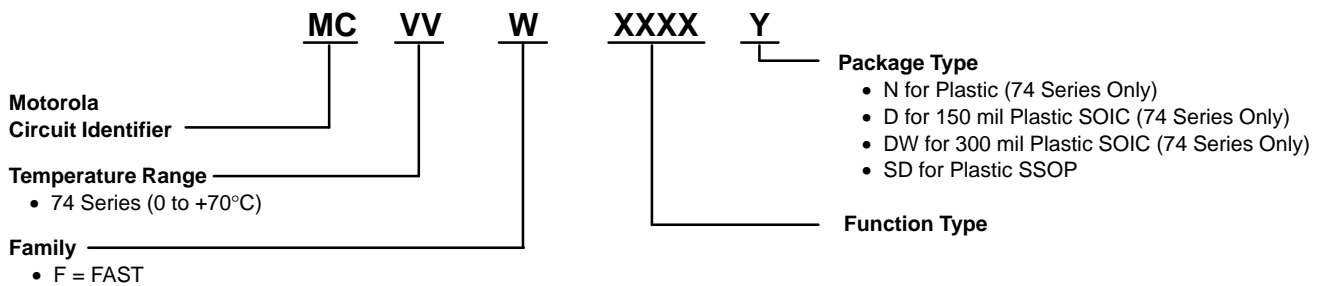 MC VV W XXXX Y
Motorola
Circuit Identifier
Temperature Range
• 74 Series (0 to +70°C)
Family
• F = FAST
Package Type
• N for Plastic (74 Series Only)
• D for 150 mil Plastic SOIC (74 Series Only)
• DW for 300 mil Plastic SOIC (74 Series Only)
• SD for Plastic SSOP
Function Type